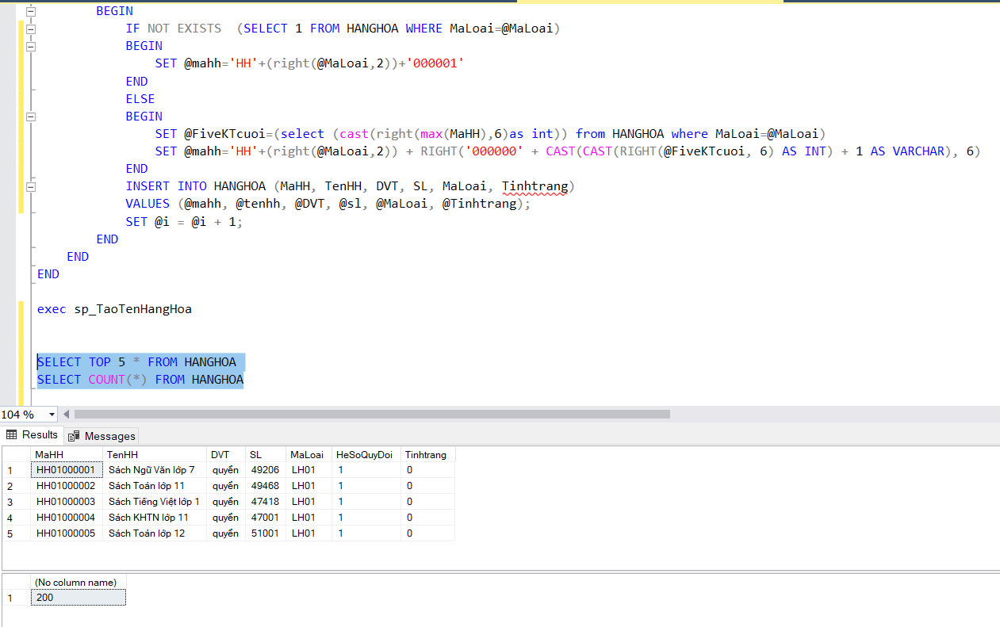 BEGIN
IF NOT EXISTS  (SELECT 1 FROM HANGHOA WHERE MaLoai=@MaLoai)
BEGIN
SET @mahh='HH'+(right(@MaLoai,2))+'000001'
END
ELSE
BEGIN
SET @FiveKTcuoi=(select (cast(right(max(MaHH),6)as int)) from HANGHOA where MaLoai=@MaLoai)
SET @mahh='HH'+(right(@MaLoai,2)) + RIGHT('000000' + CAST(CAST(RIGHT(@FiveKTcuoi, 6) AS INT) + 1 AS VARCHAR), 6)
END
INSERT INTO HANGHOA (MaHH, TenHH, DVT, SL, MaLoai, Tinhtrang)
VALUES (@mahh, @tenhh, @DVT, @sl, @MaLoai, @Tinhtrang);
SET @i = @i + 1;
END
END
END
exec sp_TaoTenHangHoa
SELECT TOP 5 * FROM HANGHOA
SELECT COUNT(*) FROM HANGHOA
104 %
Results Messages
MaHH TenHH DVT SL MaLoai HeSoQuyDoi Tinhtrang
1 HH01000001 Sách Ngữ Văn lớp 7 quyển 49206 LH01 1 0
2 HH01000002 Sách Toán lớp 11 quyển 49468 LH01 1 0
3 HH01000003 Sách Tiếng Việt lớp 1 quyển 47418 LH01 1 0
4 HH01000004 Sách KHTN lớp 11 quyển 47001 LH01 1 0
5 HH01000005 Sách Toán lớp 12 quyển 51001 LH01 1 0
(No column name)
1 200